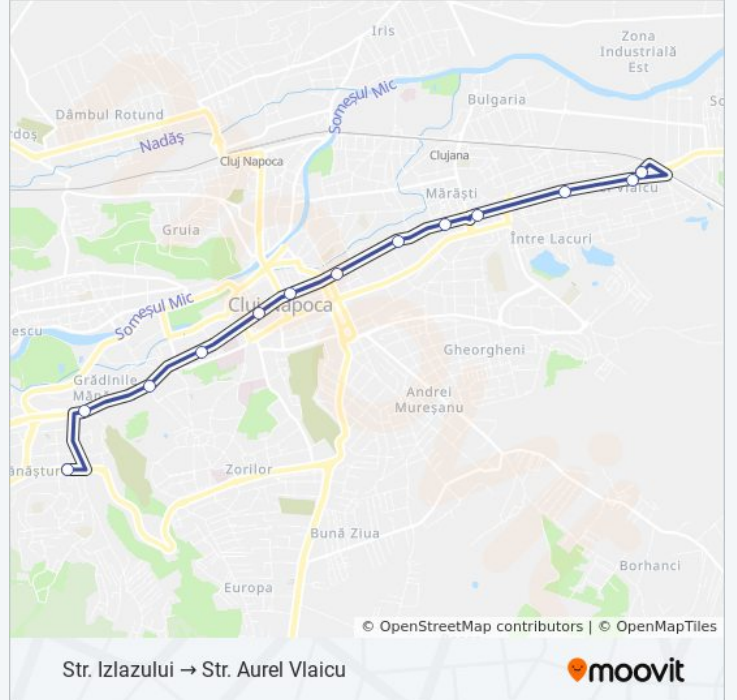 Iris
Zona
Industrială
Est
Someșul Mic
Bulgaria
Dâmbul Rotund
Nadăș
Cluj Napoca
Clujana
Mărăști
Vlaicu
Gruia
Între Lacuri
Someșul Mic
Cluj Napoca
escu
Gheorgheni
Grădinile
Andrei
Mureșanu
Mănăștur
Zorilor
Bună Ziua
Borhanci
Europa
© OpenStreetMap contributors | © OpenMapTiles
Str. Izlazului → Str. Aurel Vlaicu
moovit